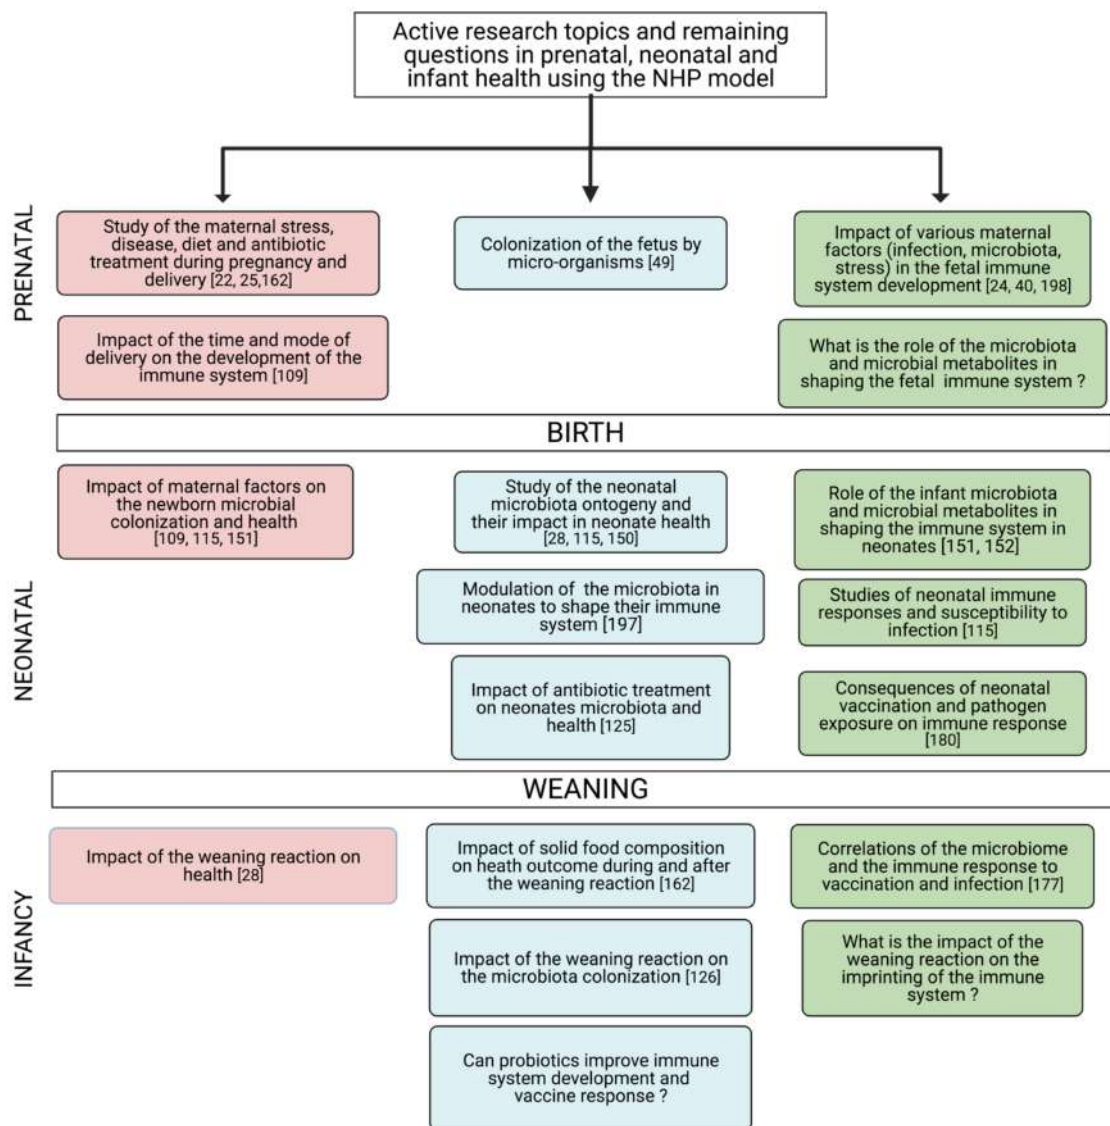 Active research topics and remaining
questions in prenatal, neonatal and
infant health using the NHP model
PRENATAL
Study of the maternal stress,
disease, diet and antibiotic
treatment during pregnancy and
delivery [22, 25,162]
Colonization of the fetus by
micro-organisms [49]
Impact of various maternal
factors (infection, microbiota,
stress) in the fetal immune
system development [24, 40, 198]
Impact of the time and mode of
delivery on the development of the
immune system [109]
What is the role of the microbiota
and microbial metabolites in
shaping the fetal immune system ?
BIRTH
NEONATAL
Impact of maternal factors on
the newborn microbial
colonization and health
[109, 115, 151]
Study of the neonatal
microbiota ontogeny and
their impact in neonate health
[28, 115, 150]
Role of the infant microbiota
and microbial metabolites in
shaping the immune system in
neonates [151, 152]
Modulation of the microbiota in
neonates to shape their immune
system [197]
Studies of neonatal immune
responses and susceptibility to
infection [115]
Impact of antibiotic treatment
on neonates microbiota and
health [125]
Consequences of neonatal
vaccination and pathogen
exposure on immune response
[180]
WEANING
INFANCY
Impact of the weaning reaction on
health [28]
Impact of solid food composition
on heath outcome during and after
the weaning reaction [162]
Correlations of the microbiome
and the immune response to
vaccination and infection [177]
Impact of the weaning reaction on
the microbiota colonization [126]
What is the impact of the
weaning reaction on the
imprinting of the immune
system ?
Can probiotics improve immune
system development and
vaccine response ?